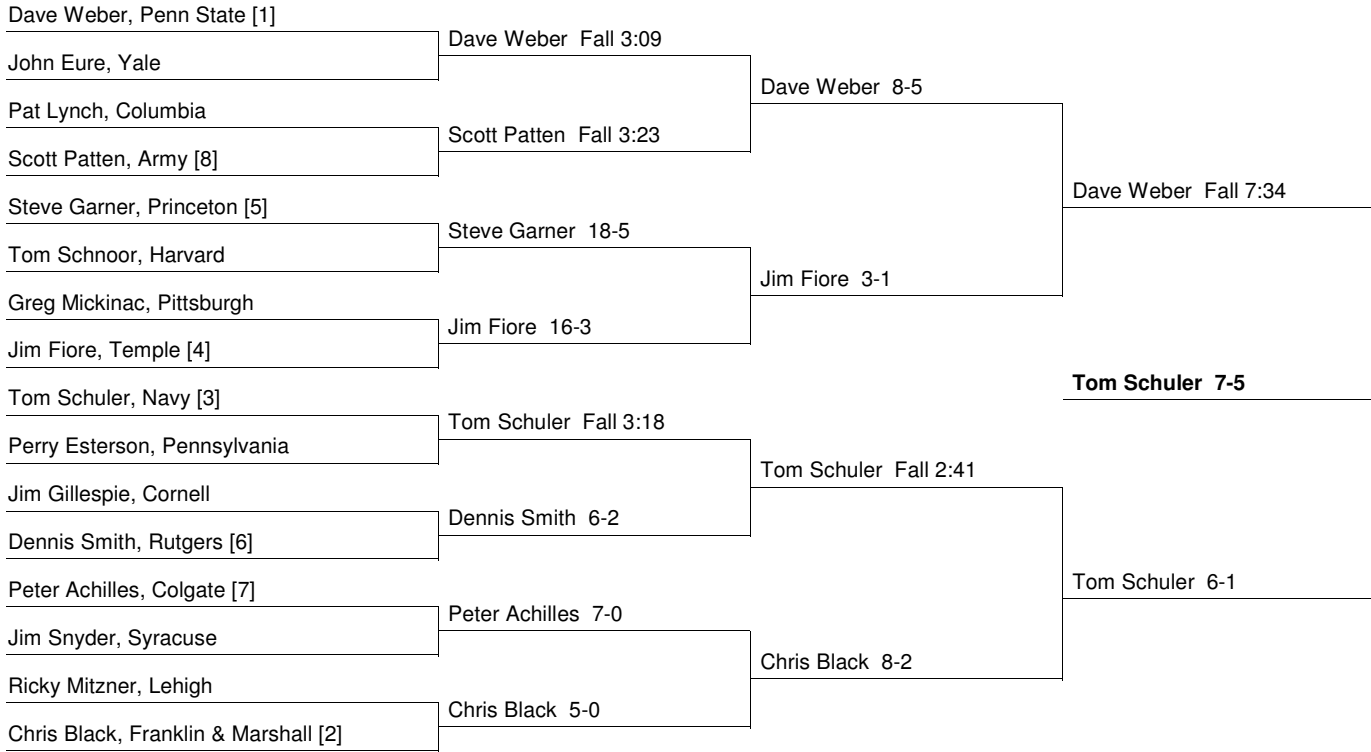 Dave Weber, Penn State [1]
John Eure, Yale
Pat Lynch, Columbia
Scott Patten, Army [8]
Steve Garner, Princeton [5]
Tom Schnoor, Harvard
Greg Mickinac, Pittsburgh
Jim Fiore, Temple [4]
Tom Schuler, Navy [3]
Perry Esterson, Pennsylvania
Jim Gillespie, Cornell
Dennis Smith, Rutgers [6]
Peter Achilles, Colgate [7]
Jim Snyder, Syracuse
Ricky Mitzner, Lehigh
Chris Black, Franklin & Marshall [2]
Dave Weber Fall 3:09
Scott Patten Fall 3:23
Steve Garner 18-5
Jim Fiore 16-3
Tom Schuler Fall 3:18
Dennis Smith 6-2
Peter Achilles 7-0
Chris Black 5-0
Dave Weber 8-5
Jim Fiore 3-1
Tom Schuler Fall 2:41
Chris Black 8-2
Dave Weber Fall 7:34
Tom Schuler 7-5
Tom Schuler 6-1